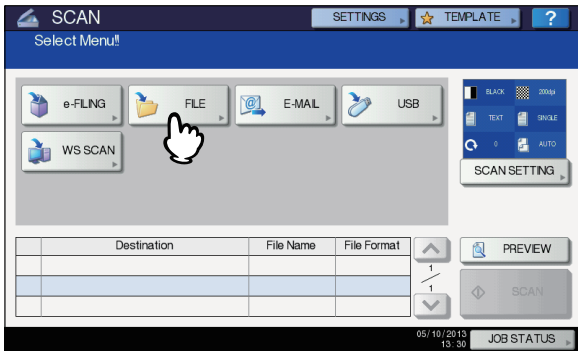 SCAN
SETTINGS
TEMPLATE
?
Select Menu!!
e-FILING
FILE
E-MAIL
USB
WS SCAN
BLACK
200dpi
TEXT
SINGLE
0
AUTO
SCAN SETTING
Destination
File Name
File Format
1
1
PREVIEW
SCAN
05/10/2013
13:30
JOB STATUS